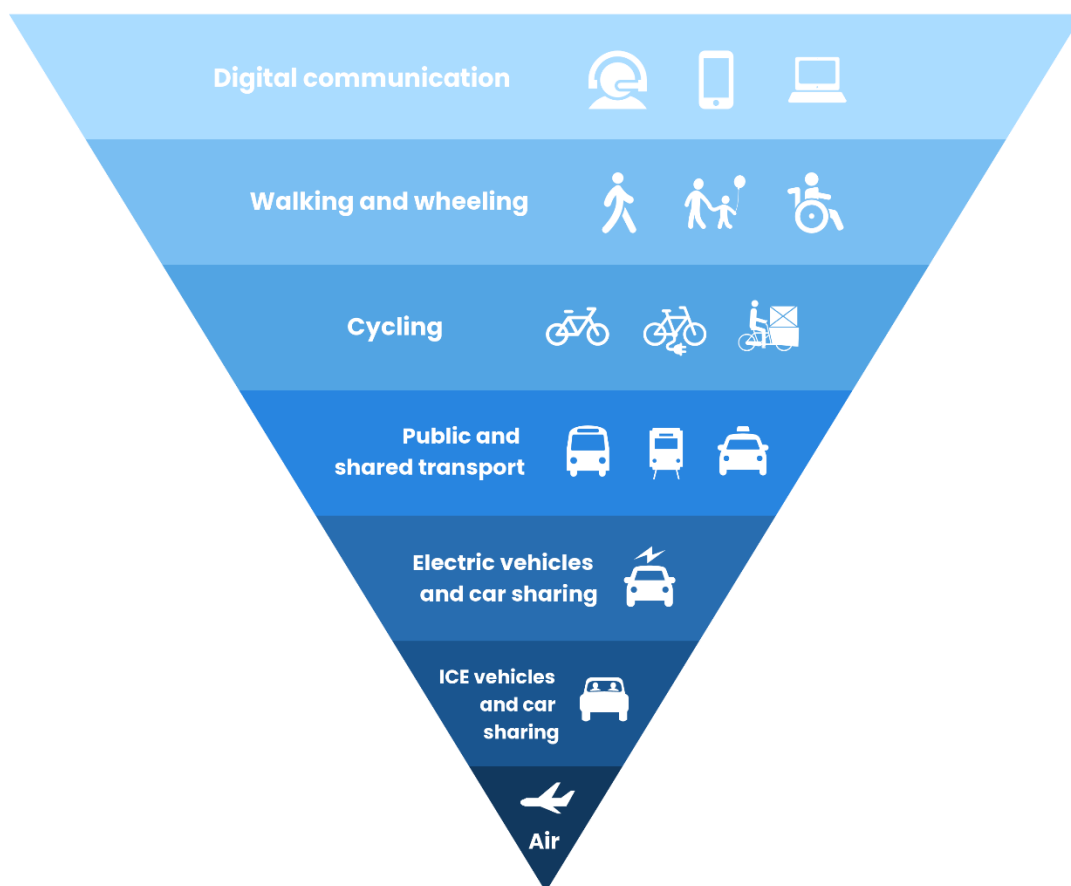 Digital communication
Walking and wheeling
Cycling
Public and
shared transport
Electric vehicles
and car sharing
ICE vehicles
and car
sharing
Air